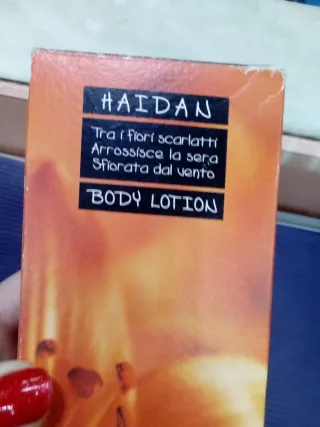 HAIDAN
Tra i fiori scarlatti
Arrossisce la sera
Sfiorata dal vento
BODY LOTION